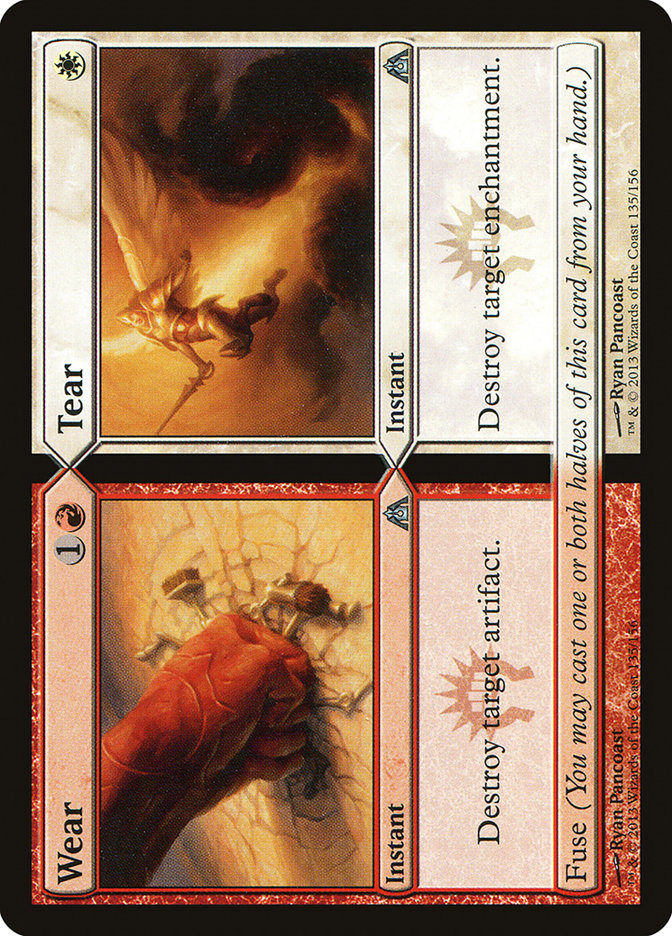 Wear
1
Instant
Destroy target artifact.
Ryan Pancoast
™ & © 2013 Wizards of the Coast 135/156
Tear
Instant
Destroy target enchantment.
Ryan Pancoast
™ & © 2013 Wizards of the Coast 135/156
Fuse (You may cast one or both halves of this card from your hand.)